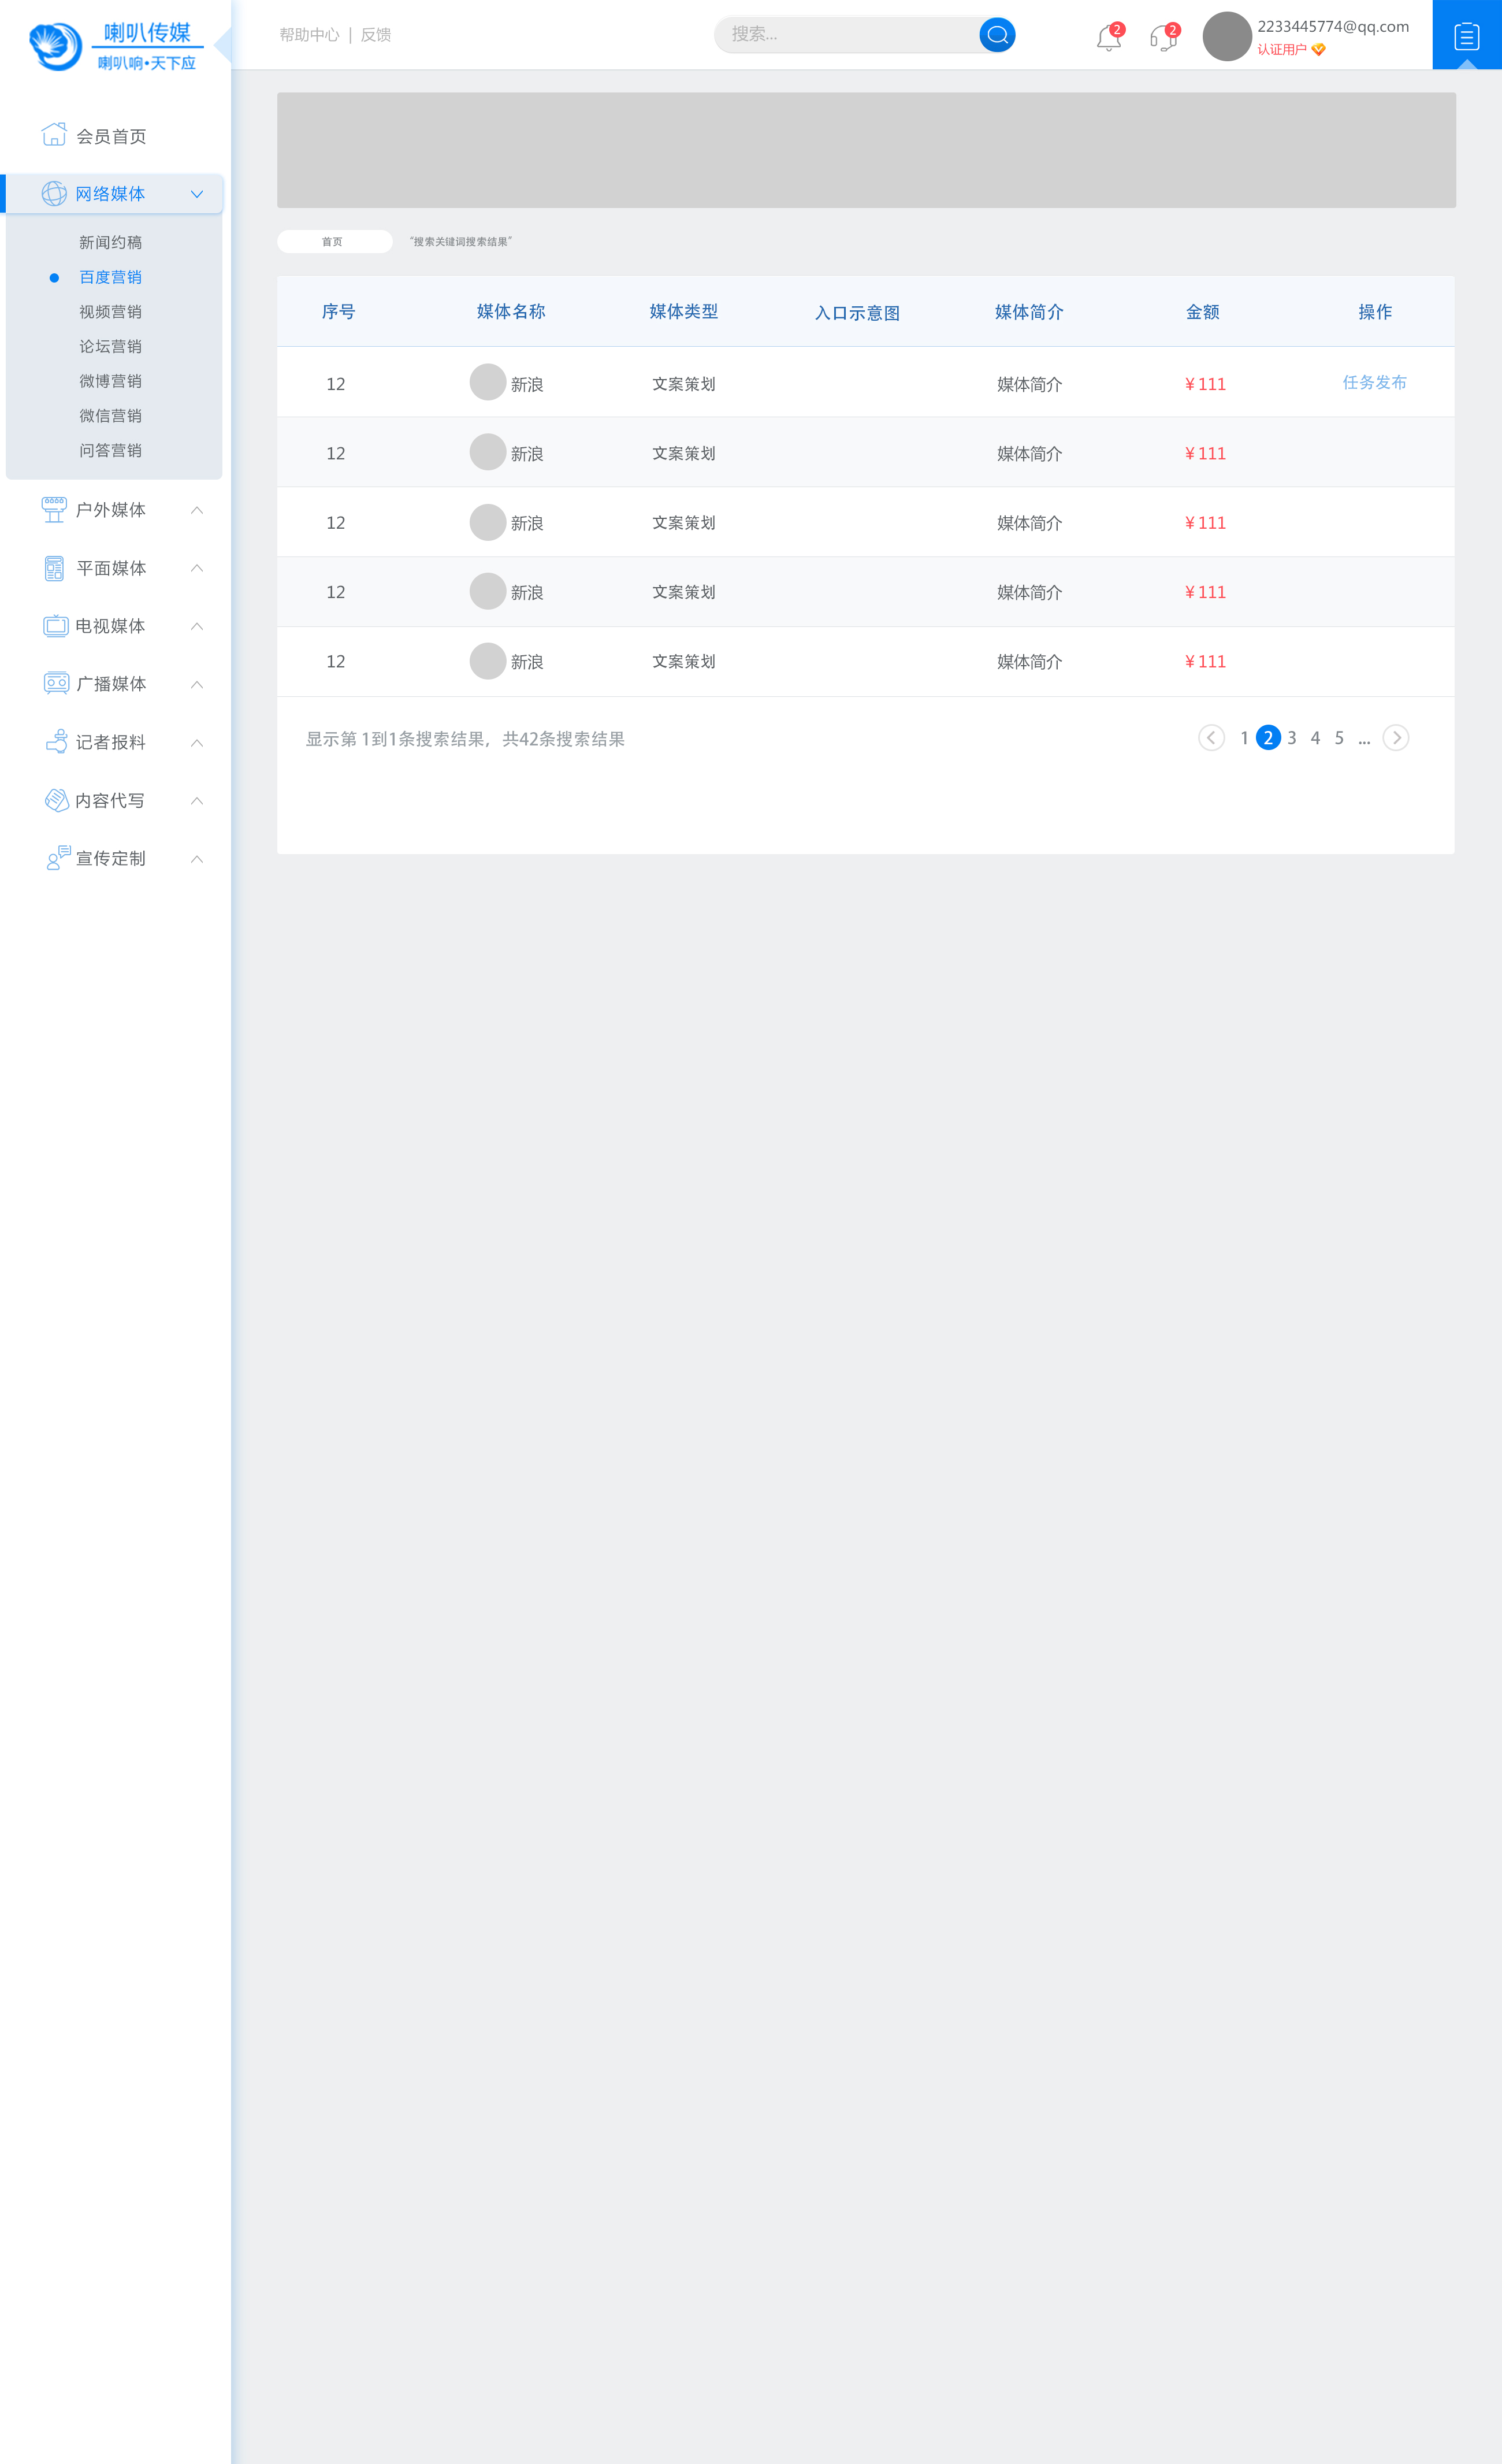 喇叭传媒
喇叭响•天下应
帮助中心 | 反馈
搜索...
2
2
2233445774@qq.com
认证用户
会员首页
网络媒体
新闻约稿
百度营销
视频营销
论坛营销
微博营销
微信营销
问答营销
户外媒体
平面媒体
电视媒体
广播媒体
记者报料
内容代写
宣传定制
首页 “搜索关键词搜索结果”
序号 媒体名称 媒体类型 入口示意图 媒体简介 金额 操作
12 新浪 文案策划 媒体简介 ¥111 任务发布
12 新浪 文案策划 媒体简介 ¥111
12 新浪 文案策划 媒体简介 ¥111
12 新浪 文案策划 媒体简介 ¥111
12 新浪 文案策划 媒体简介 ¥111
显示第 1到1条搜索结果，共42条搜索结果 1 2 3 4 5 ...